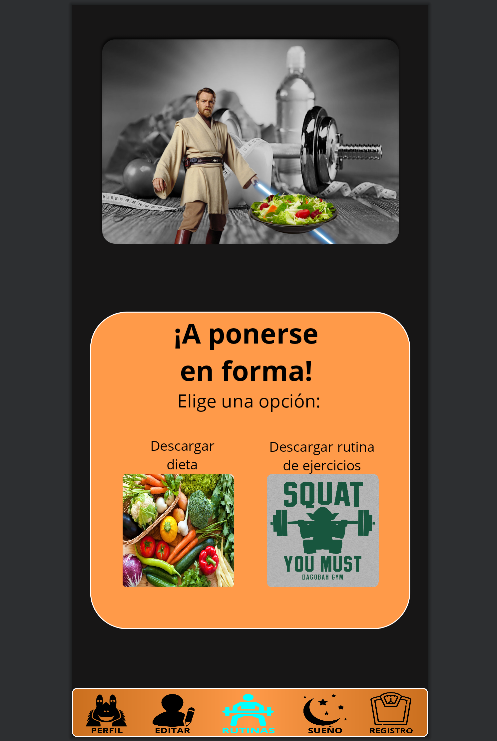 ¡A ponerse
en forma!
Elige una opción:
Descargar
dieta
Descargar rutina
de ejercicios
SQUAT
YOU MUST
DAGOBAH GYM
PERFIL
EDITAR
RUTINAS
SUEÑO
REGISTRO